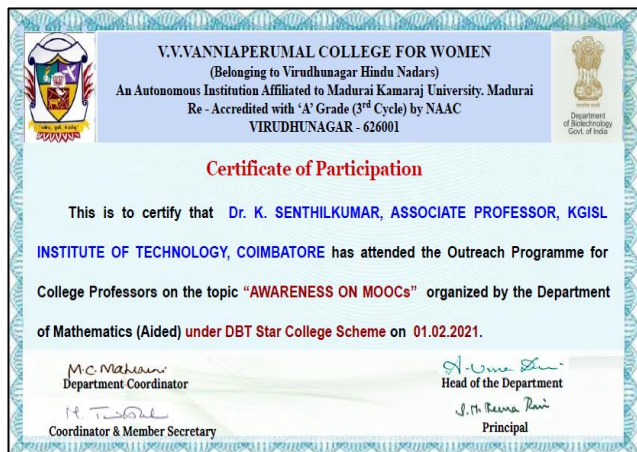 V.V.VANNIAPERUMAL COLLEGE FOR WOMEN
(Belonging to Virudhunagar Hindu Nadars)
An Autonomous Institution Affiliated to Madurai Kamaraj University. Madurai
Re - Accredited with ‘A’ Grade (3rd Cycle) by NAAC
VIRUDHUNAGAR - 626001
Department
of Biotechnology
Govt. of India
Certificate of Participation
This is to certify that Dr. K. SENTHILKUMAR, ASSOCIATE PROFESSOR, KGISL
INSTITUTE OF TECHNOLOGY, COIMBATORE has attended the Outreach Programme for
College Professors on the topic “AWARENESS ON MOOCs” organized by the Department
of Mathematics (Aided) under DBT Star College Scheme on 01.02.2021.
Department Coordinator
Head of the Department
Coordinator & Member Secretary
Principal